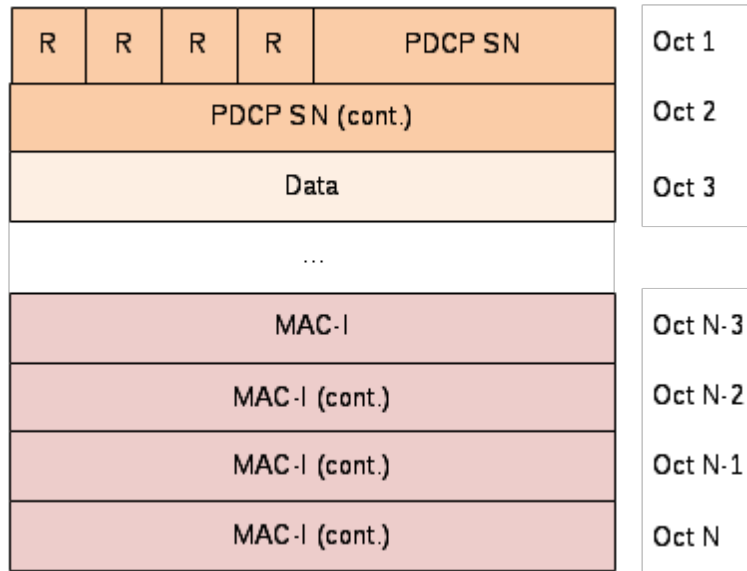 R R R R PDCP SN Oct 1
PDCP SN (cont.) Oct 2
Data Oct 3
...
MAC-I Oct N-3
MAC-I (cont.) Oct N-2
MAC-I (cont.) Oct N-1
MAC-I (cont.) Oct N